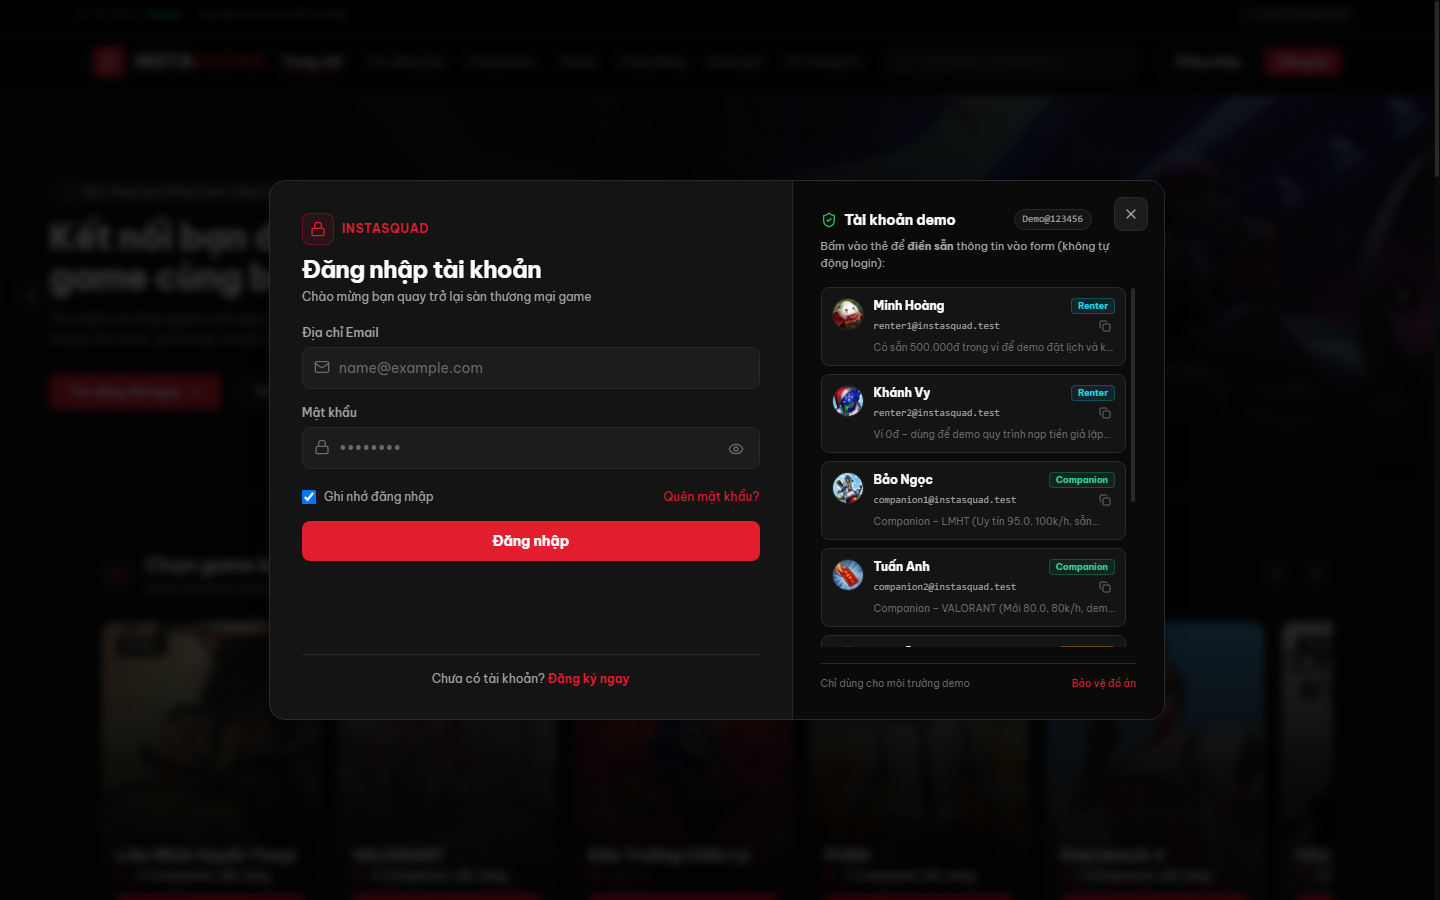 INSTASQUAD
Đăng nhập tài khoản
Chào mừng bạn quay trở lại sàn thương mại game
Địa chỉ Email
name@example.com
Mật khẩu
••••••••
Ghi nhớ đăng nhập
Quên mật khẩu?
Đăng nhập
Chưa có tài khoản? Đăng ký ngay
Tài khoản demo
Demo@123456
Bấm vào thẻ để điền sẵn thông tin vào form (không tự
động login):
Minh Hoàng
Renter
renter1@instasquad.test
Có sẵn 500.000đ trong ví để demo đặt lịch và k...
Khánh Vy
Renter
renter2@instasquad.test
Ví 0đ – dùng để demo quy trình nạp tiền giả lập...
Bảo Ngọc
Companion
companion1@instasquad.test
Companion – LMHT (Uy tín 95.0, 100k/h, sẵn...
Tuấn Anh
Companion
companion2@instasquad.test
Companion – VALORANT (Mới 80.0, 80k/h, dem...
Chỉ dùng cho môi trường demo
Bảo vệ đồ án
Kết nối bạn
game cùng
VALORANT